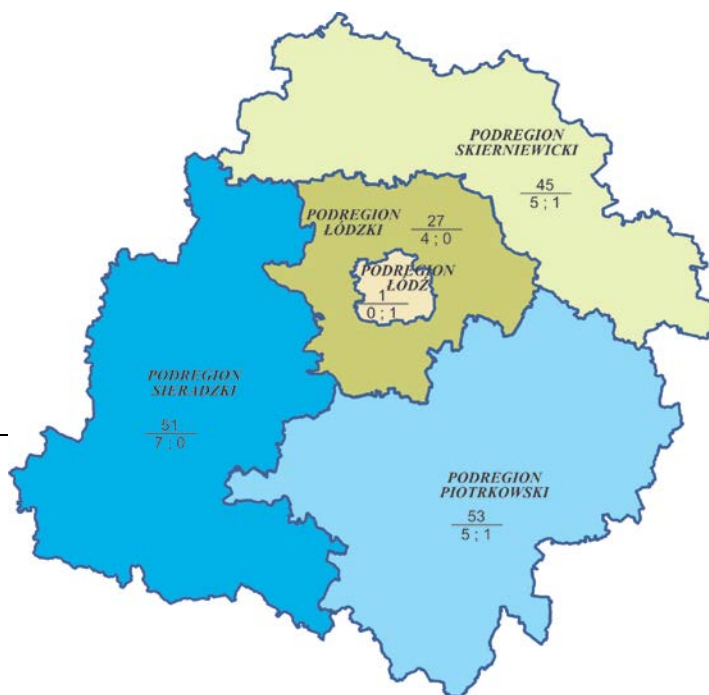 PODREGION
SKIERNIEWICKI
45
5 ; 1
PODREGION
ŁÓDZKI
27
4 ; 0
PODREGION
ŁÓDŹ
1
0 ; 1
PODREGION
SIERADZKI
51
7 ; 0
PODREGION
PIOTRKOWSKI
53
5 ; 1